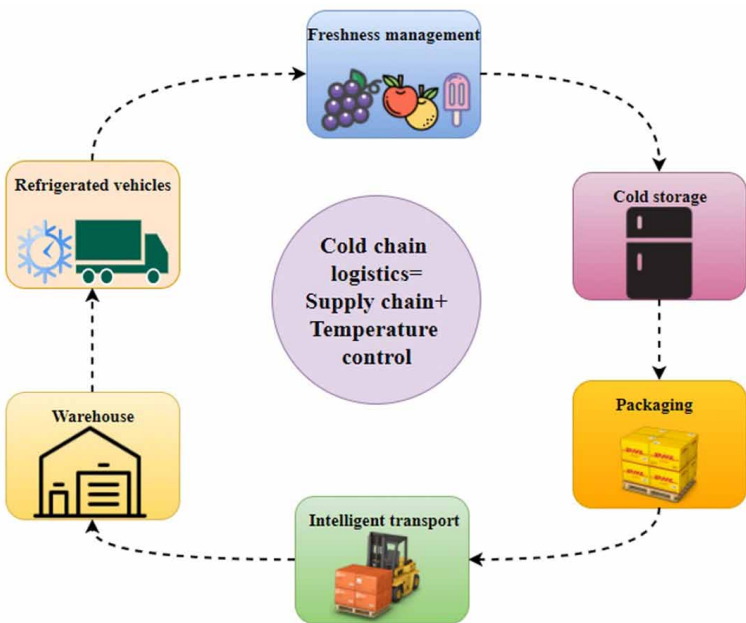 Freshness management
Refrigerated vehicles
Cold storage
Cold chain
logistics=
Supply chain+
Temperature
control
Warehouse
Packaging
Intelligent transport